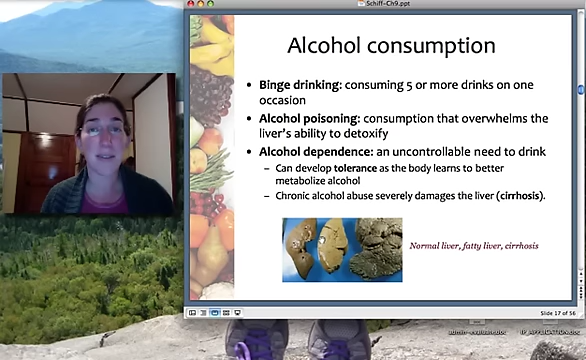 Schiff-Ch9.ppt
Alcohol consumption
• Binge drinking: consuming 5 or more drinks on one
occasion
• Alcohol poisoning: consumption that overwhelms the
liver's ability to detoxify
• Alcohol dependence: an uncontrollable need to drink
– Can develop tolerance as the body learns to better
metabolize alcohol
– Chronic alcohol abuse severely damages the liver (cirrhosis).
Normal liver, fatty liver, cirrhosis
Slide 17 of 56